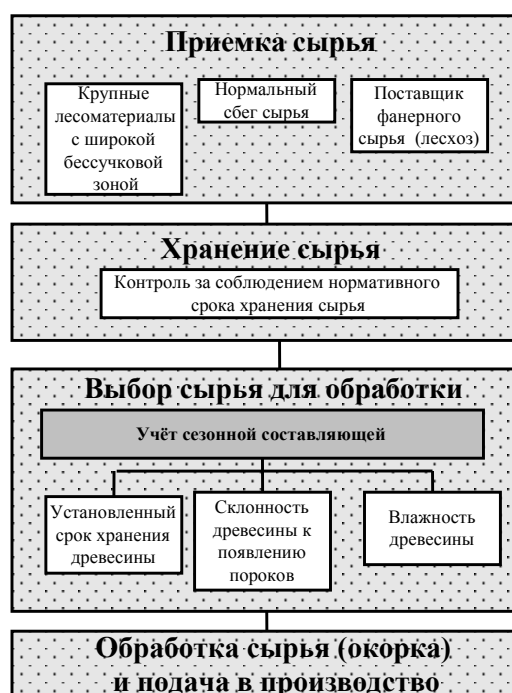 Приемка сырья
Крупные
лесоматериалы
с широкой
бессучковой
зоной
Нормальный
сбег сырья
Поставщик
фанерного
сырья (лесхоз)
Хранение сырья
Контроль за соблюдением нормативного
срока хранения сырья
Выбор сырья для обработки
Учёт сезонной составляющей
Установленный
срок хранения
древесины
Склонность
древесины к
появлению
пороков
Влажность
древесины
Обработка сырья (окорка)
и подача в производство